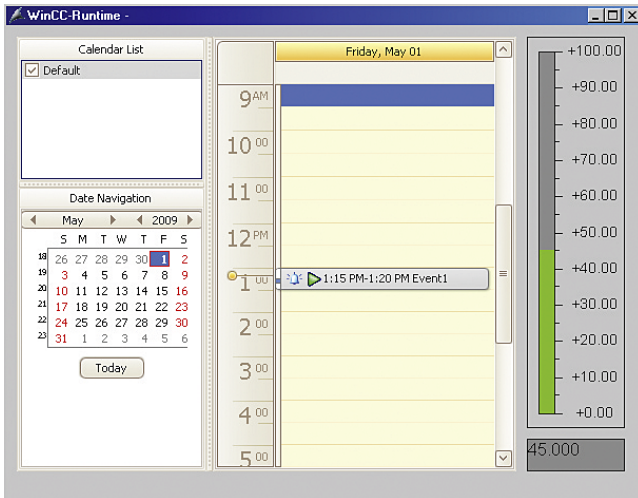 WinCC-Runtime -
Calendar List
Default
Date Navigation
May 2009
S M T W T F S
18 26 27 28 29 30 1 2
19 3 4 5 6 7 8 9
20 10 11 12 13 14 15 16
21 17 18 19 20 21 22 23
22 24 25 26 27 28 29 30
23 31 1 2 3 4 5 6
Today
Friday, May 01
9 AM
10 00
11 00
12 PM
1 00
1:15 PM-1:20 PM Event1
2 00
3 00
4 00
5 00
+100.00
+90.00
+80.00
+70.00
+60.00
+50.00
+40.00
+30.00
+20.00
+10.00
+0.00
45.000